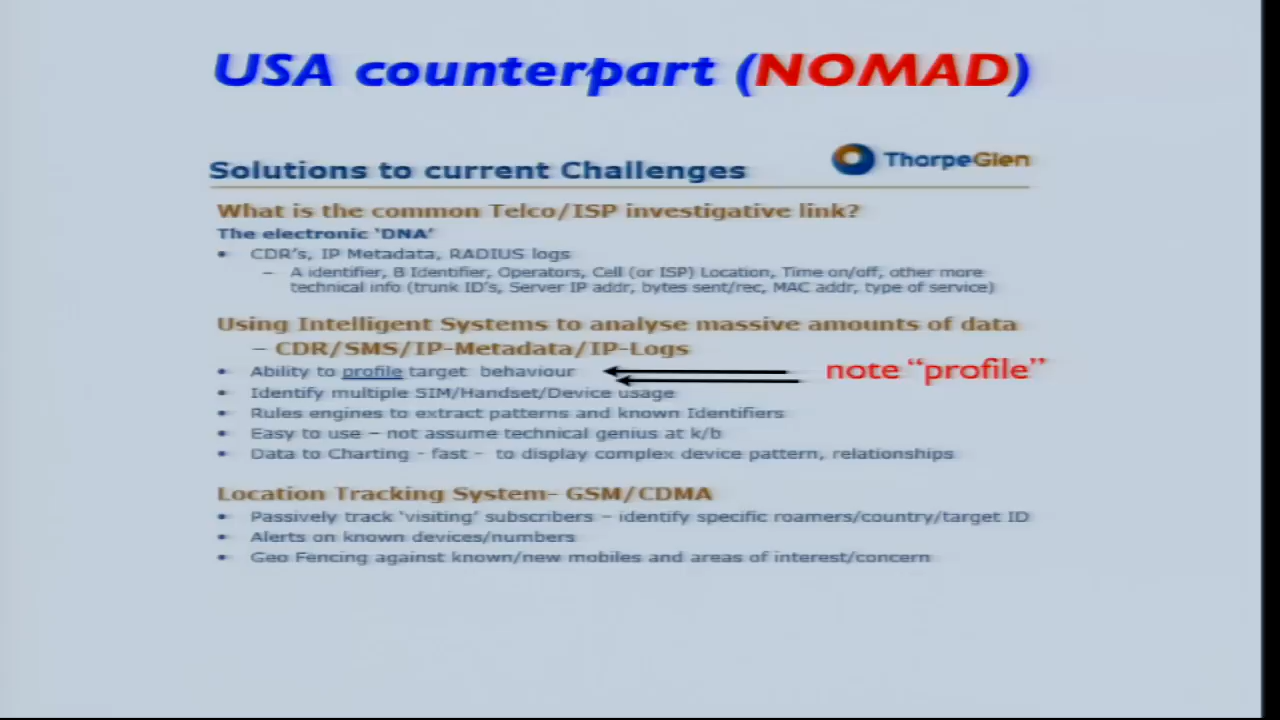 USA counterpart (NOMAD)
ThorpeGlen
Solutions to current Challenges
What is the common Telco/ISP investigative link?
The electronic ‘DNA’
• CDR's, IP Metadata, RADIUS logs
– A identifier, B Identifier, Operators, Cell (or ISP) Location, Time on/off, other more
technical info (trunk ID's, Server IP addr, bytes sent/rec, MAC addr, type of service)
Using Intelligent Systems to analyse massive amounts of data
– CDR/SMS/IP-Metadata/IP-Logs
• Ability to profile target behaviour
note “profile”
• Identify multiple SIM/Handset/Device usage
• Rules engines to extract patterns and known Identifiers
• Easy to use – not assume technical genius at k/b
• Data to Charting - fast - to display complex device pattern, relationships
Location Tracking System- GSM/CDMA
• Passively track ‘visiting’ subscribers – identify specific roamers/country/target ID
• Alerts on known devices/numbers
• Geo Fencing against known/new mobiles and areas of interest/concern